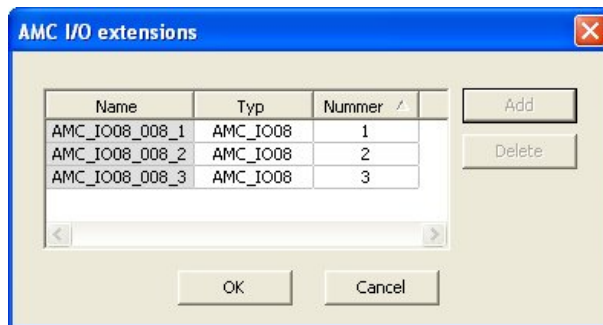 AMC I/O extensions
Name Typ Nummer
AMC_IO08_008_1 AMC_IO08 1
AMC_IO08_008_2 AMC_IO08 2
AMC_IO08_008_3 AMC_IO08 3
Add
Delete
OK Cancel